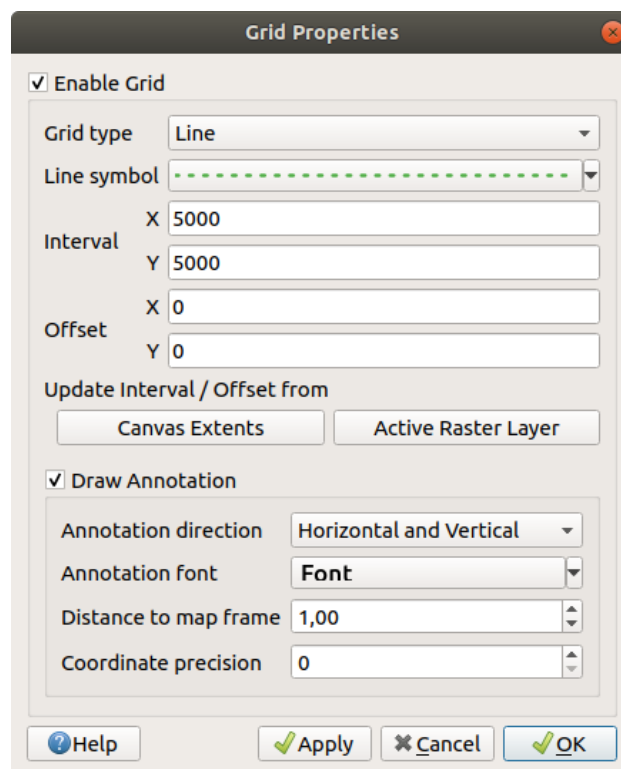 Grid Properties
Enable Grid
Grid type Line
Line symbol
Interval X 5000
Y 5000
Offset X 0
Y 0
Update Interval / Offset from
Canvas Extents Active Raster Layer
Draw Annotation
Annotation direction Horizontal and Vertical
Annotation font Font
Distance to map frame 1,00
Coordinate precision 0
Help Apply Cancel OK